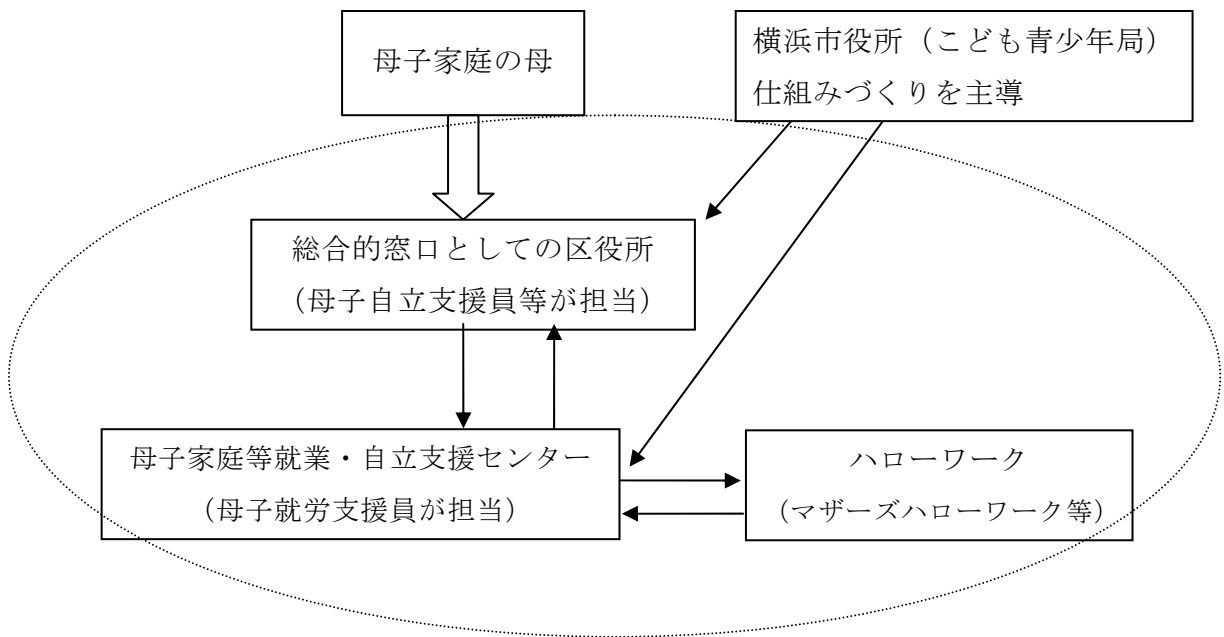 母子家庭の母
横浜市役所（こども青少年局）
仕組みづくりを主導
総合的窓口としての区役所
（母子自立支援員等が担当）
母子家庭等就業・自立支援センター
（母子就労支援員が担当）
ハローワーク
（マザーズハローワーク等）